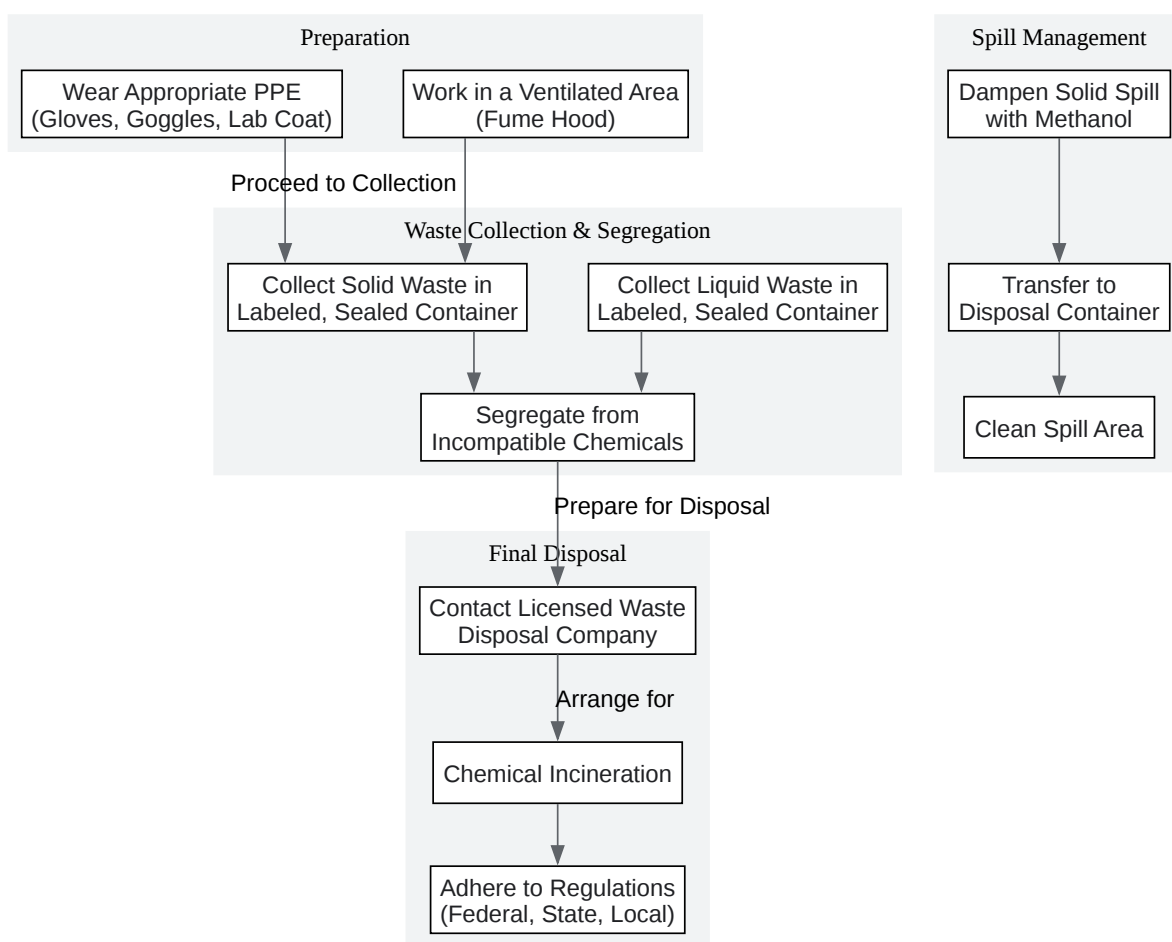 Preparation
Wear Appropriate PPE
(Gloves, Goggles, Lab Coat)
Work in a Ventilated Area
(Fume Hood)
Proceed to Collection
Waste Collection & Segregation
Collect Solid Waste in
Labeled, Sealed Container
Collect Liquid Waste in
Labeled, Sealed Container
Segregate from
Incompatible Chemicals
Prepare for Disposal
Final Disposal
Contact Licensed Waste
Disposal Company
Arrange for
Chemical Incineration
Adhere to Regulations
(Federal, State, Local)
Spill Management
Dampen Solid Spill
with Methanol
Transfer to
Disposal Container
Clean Spill Area